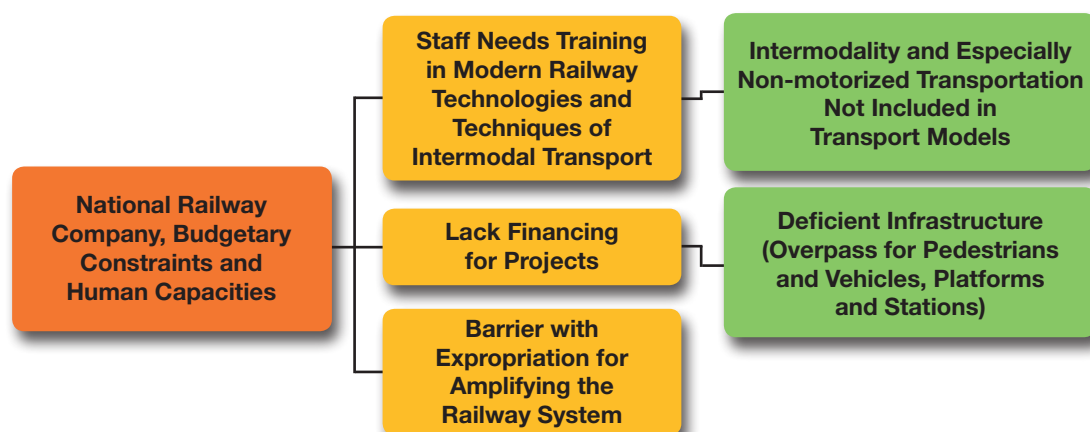 National Railway
Company, Budgetary
Constraints and
Human Capacities
Staff Needs Training
in Modern Railway
Technologies and
Techniques of
Intermodal Transport
Lack Financing
for Projects
Barrier with
Expropriation for
Amplifying the
Railway System
Intermodality and Especially
Non-motorized Transportation
Not Included in
Transport Models
Deficient Infrastructure
(Overpass for Pedestrians
and Vehicles, Platforms
and Stations)